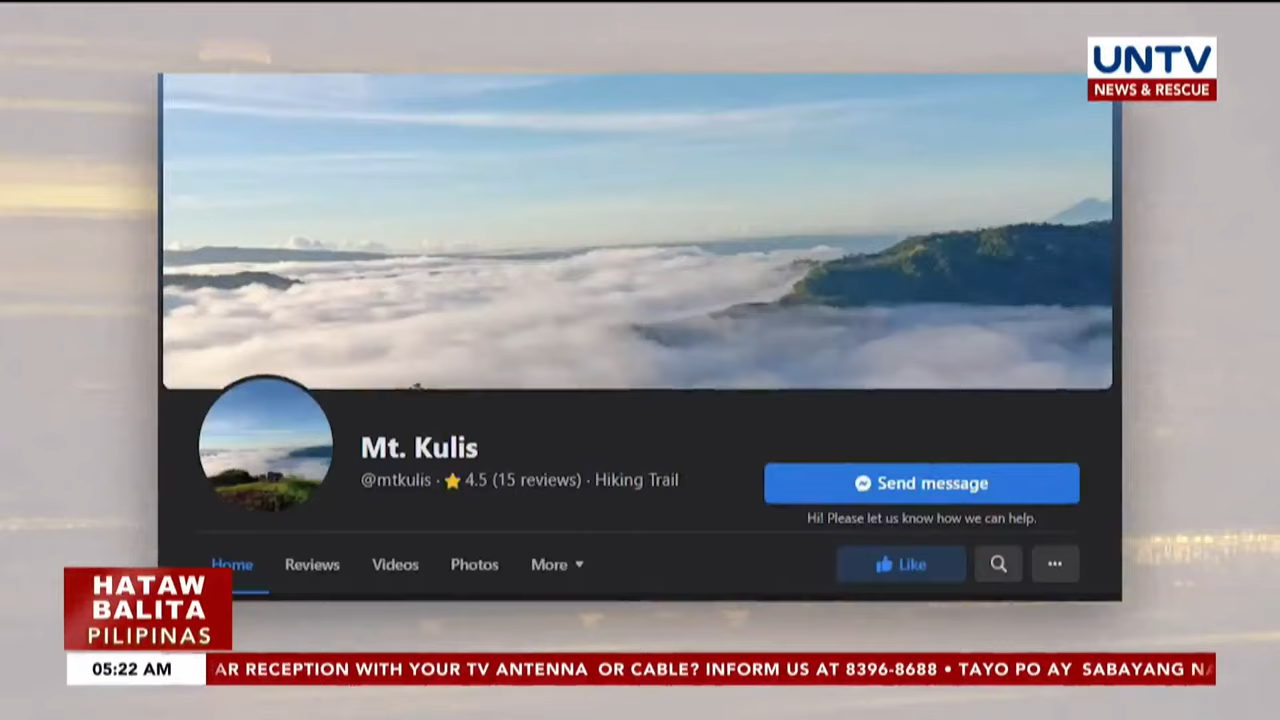 UNTV
NEWS & RESCUE
Mt. Kulis
@mtkulis · ⭐ 4.5 (15 reviews) · Hiking Trail
Send message
Hi! Please let us know how we can help.
Home Reviews Videos Photos More ▾
Like ···
HATAW
BALITA
PILIPINAS
05:22 AM
AR RECEPTION WITH YOUR TV ANTENNA OR CABLE? INFORM US AT 8396-8688 • TAYO PO AY SABAYANG NA